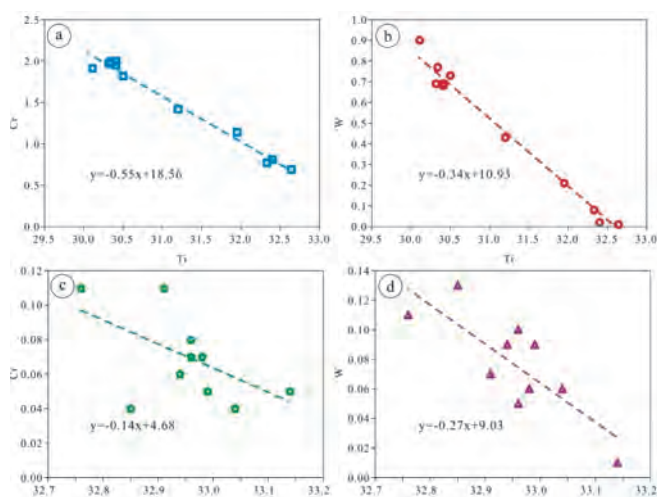 a
b
2.5
2.0
1.5
1.0
0.5
0.0
Cr
y=-0.55x+18.56
29.5 30.0 30.5 31.0 31.5 32.0 32.5 33.0
Ti
1.0
0.9
0.8
0.7
0.6
0.5
0.4
0.3
0.2
0.1
0.0
W
y=-0.34x+10.93
29.5 30.0 30.5 31.0 31.5 32.0 32.5 33.0
Ti
c
d
0.12
0.10
0.08
0.06
0.04
0.02
0.00
Cr
y=-0.14x+4.68
32.7 32.8 32.9 33.0 33.1 33.2
0.14
0.12
0.10
0.08
0.06
0.04
0.02
0.00
W
y=-0.27x+9.03
32.7 32.8 32.9 33.0 33.1 33.2